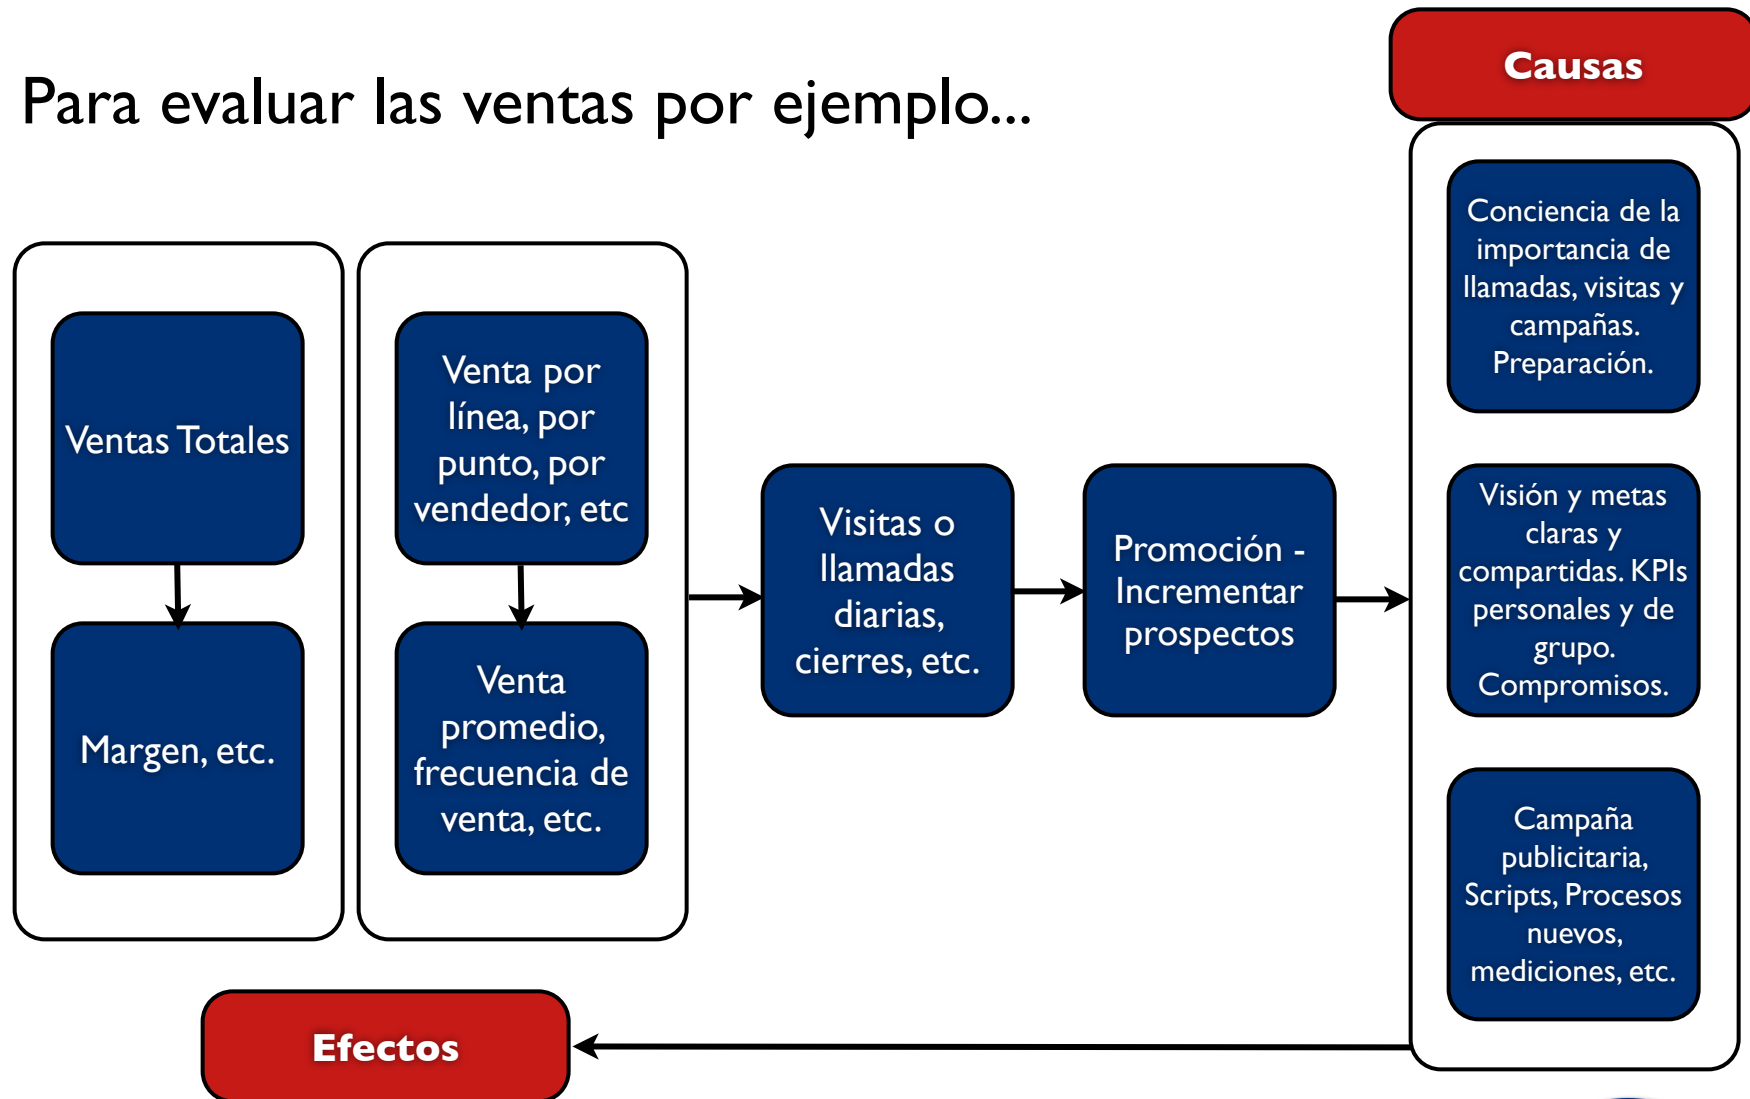 Causas
Para evaluar las ventas por ejemplo...
Ventas Totales
Margen, etc.
Venta por
línea, por
punto, por
vendedor, etc
Venta
promedio,
frecuencia de
venta, etc.
Visitas o
llamadas
diarias,
cierres, etc.
Promoción -
Incrementar
prospectos
Conciencia de la
importancia de
llamadas, visitas y
campañas.
Preparación.
Visión y metas
claras y
compartidas. KPIs
personales y de
grupo.
Compromisos.
Campaña
publicitaria,
Scripts, Procesos
nuevos,
mediciones, etc.
Efectos